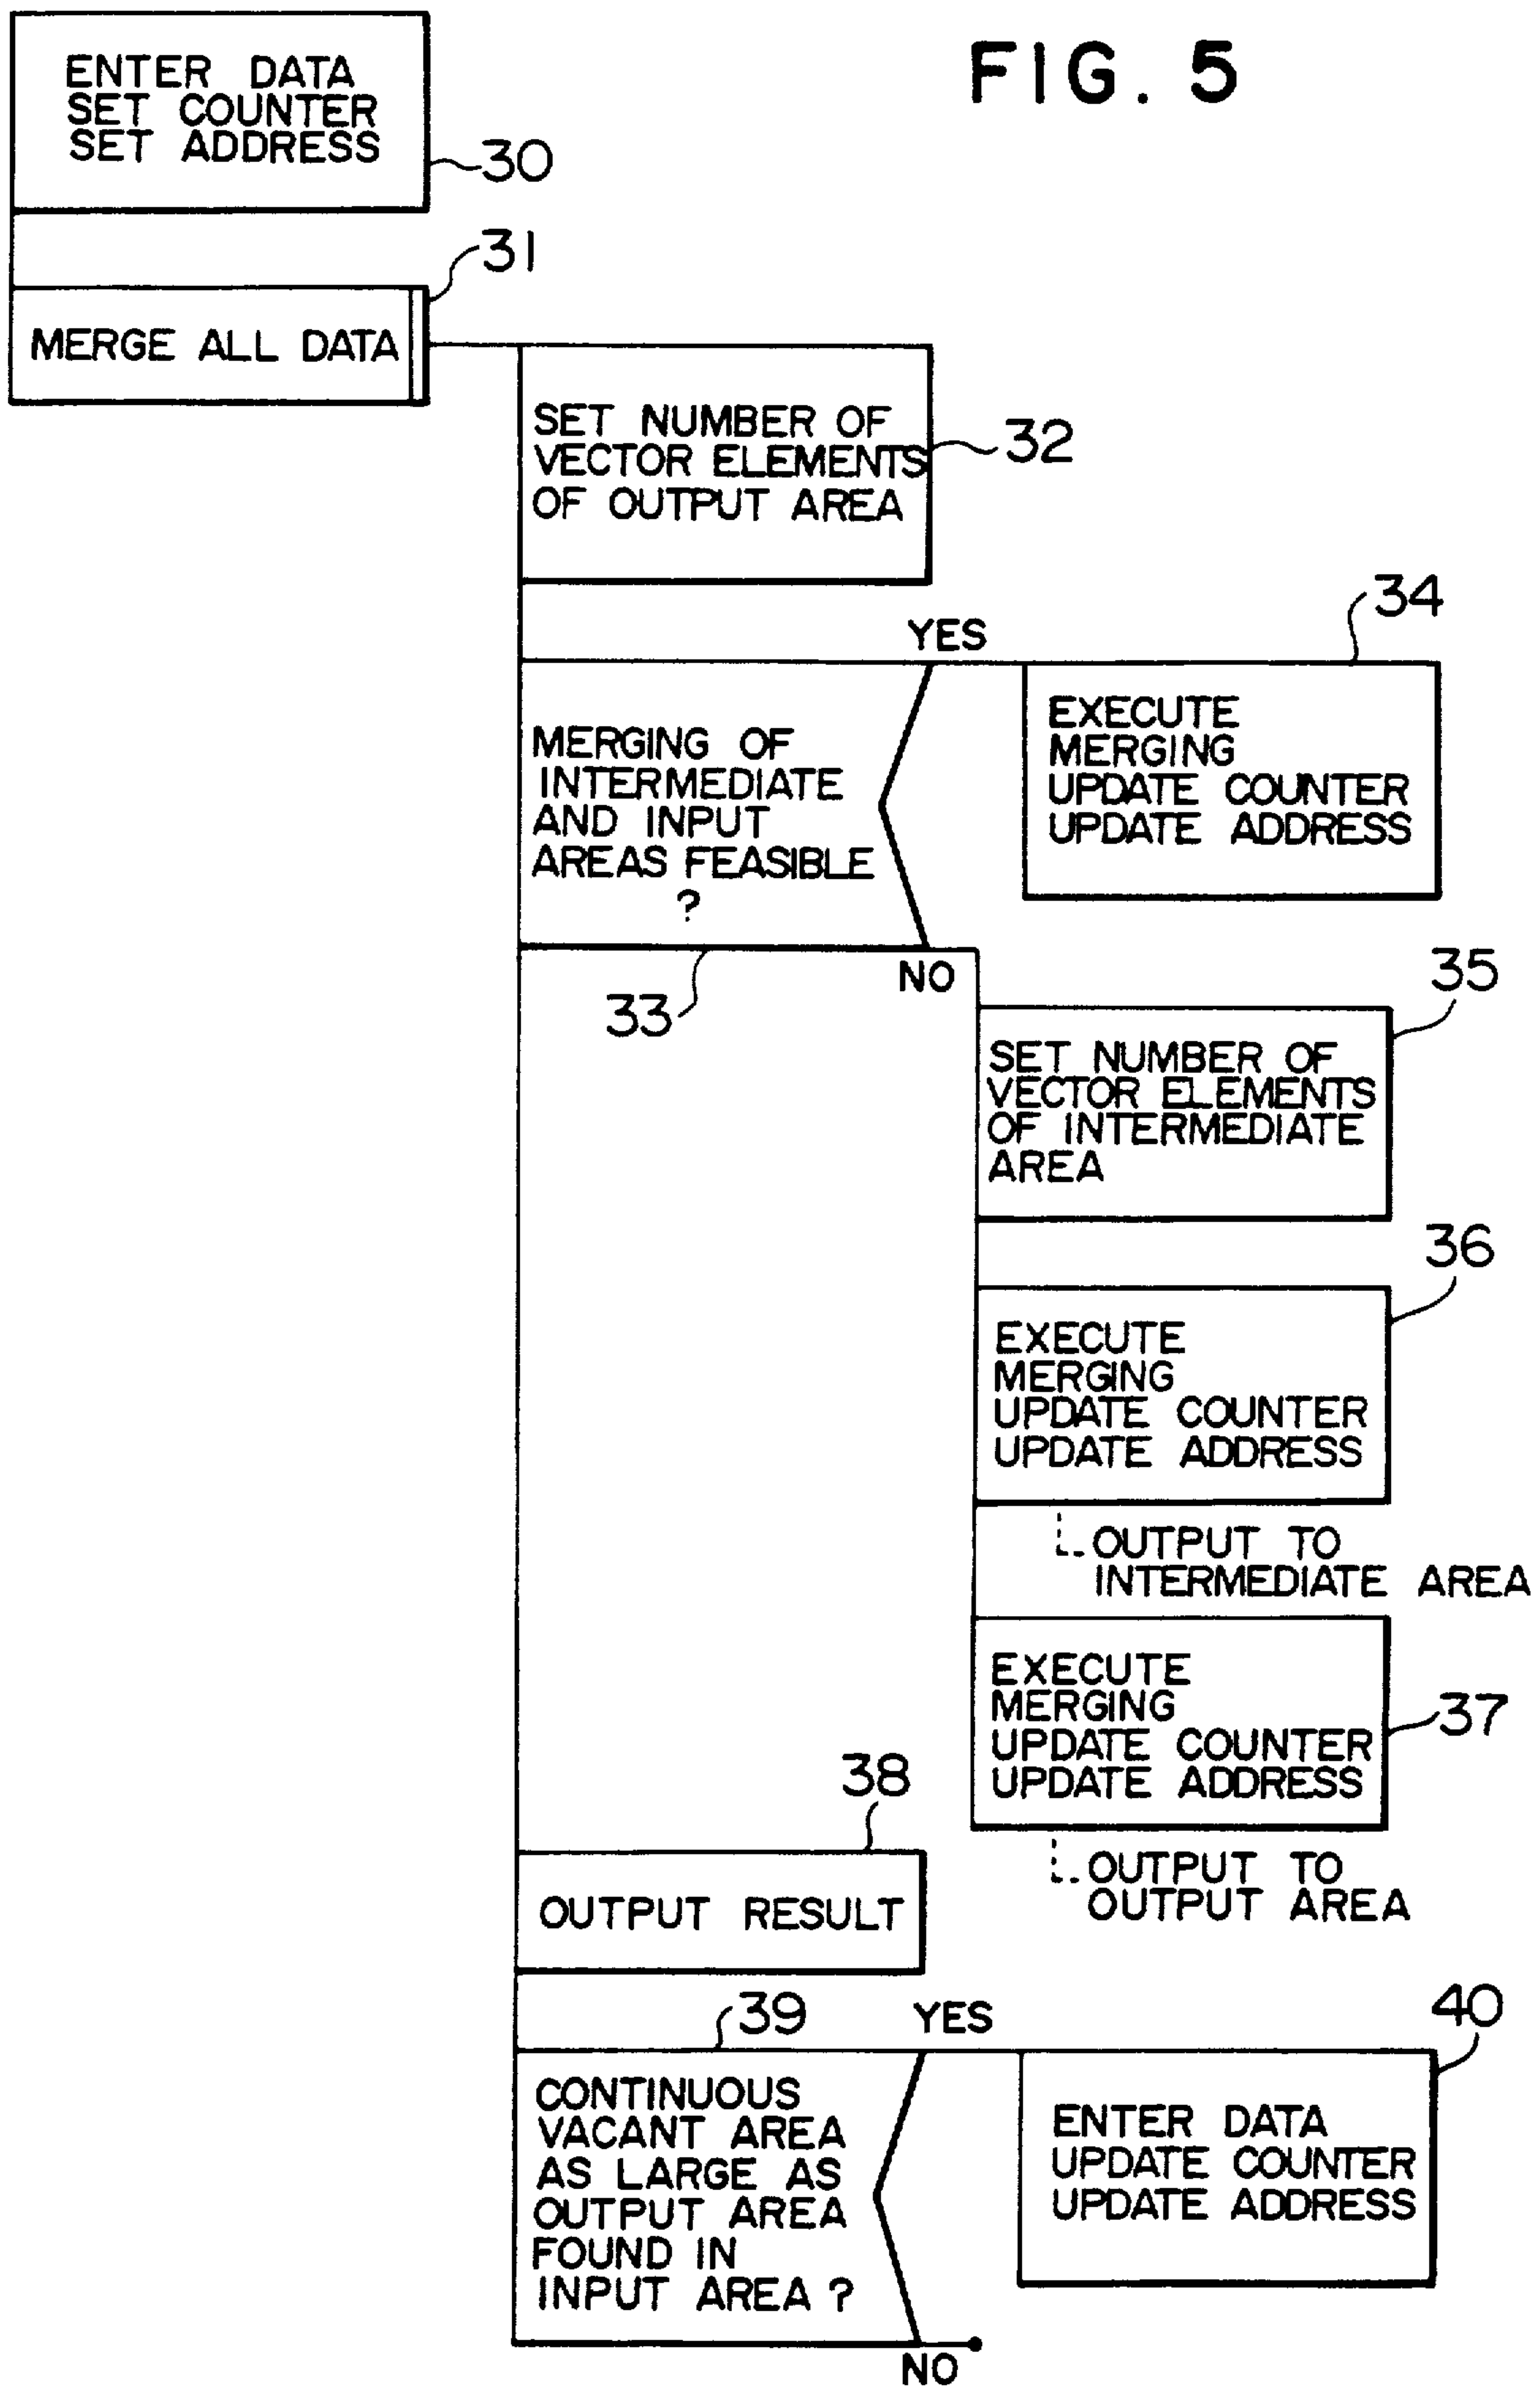 FIG. 5
ENTER DATA
SET COUNTER
SET ADDRESS
30
31
MERGE ALL DATA
SET NUMBER OF
VECTOR ELEMENTS
OF OUTPUT AREA
32
YES
34
MERGING OF
INTERMEDIATE
AND INPUT
AREAS FEASIBLE
?
EXECUTE
MERGING
UPDATE COUNTER
UPDATE ADDRESS
NO
33
35
SET NUMBER OF
VECTOR ELEMENTS
OF INTERMEDIATE
AREA
36
EXECUTE
MERGING
UPDATE COUNTER
UPDATE ADDRESS
OUTPUT TO
INTERMEDIATE AREA
EXECUTE
MERGING
UPDATE COUNTER
UPDATE ADDRESS
37
OUTPUT TO
OUTPUT AREA
38
OUTPUT RESULT
39
YES
40
CONTINUOUS
VACANT AREA
AS LARGE AS
OUTPUT AREA
FOUND IN
INPUT AREA ?
ENTER DATA
UPDATE COUNTER
UPDATE ADDRESS
NO